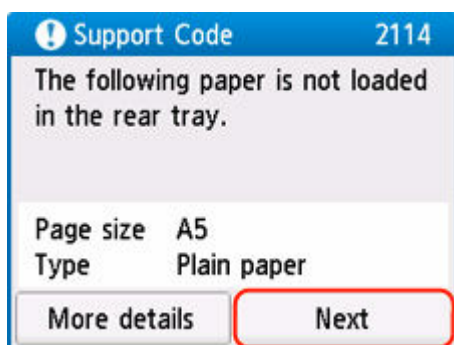 Support Code 2114
The following paper is not loaded
in the rear tray.
Page size A5
Type Plain paper
More details Next